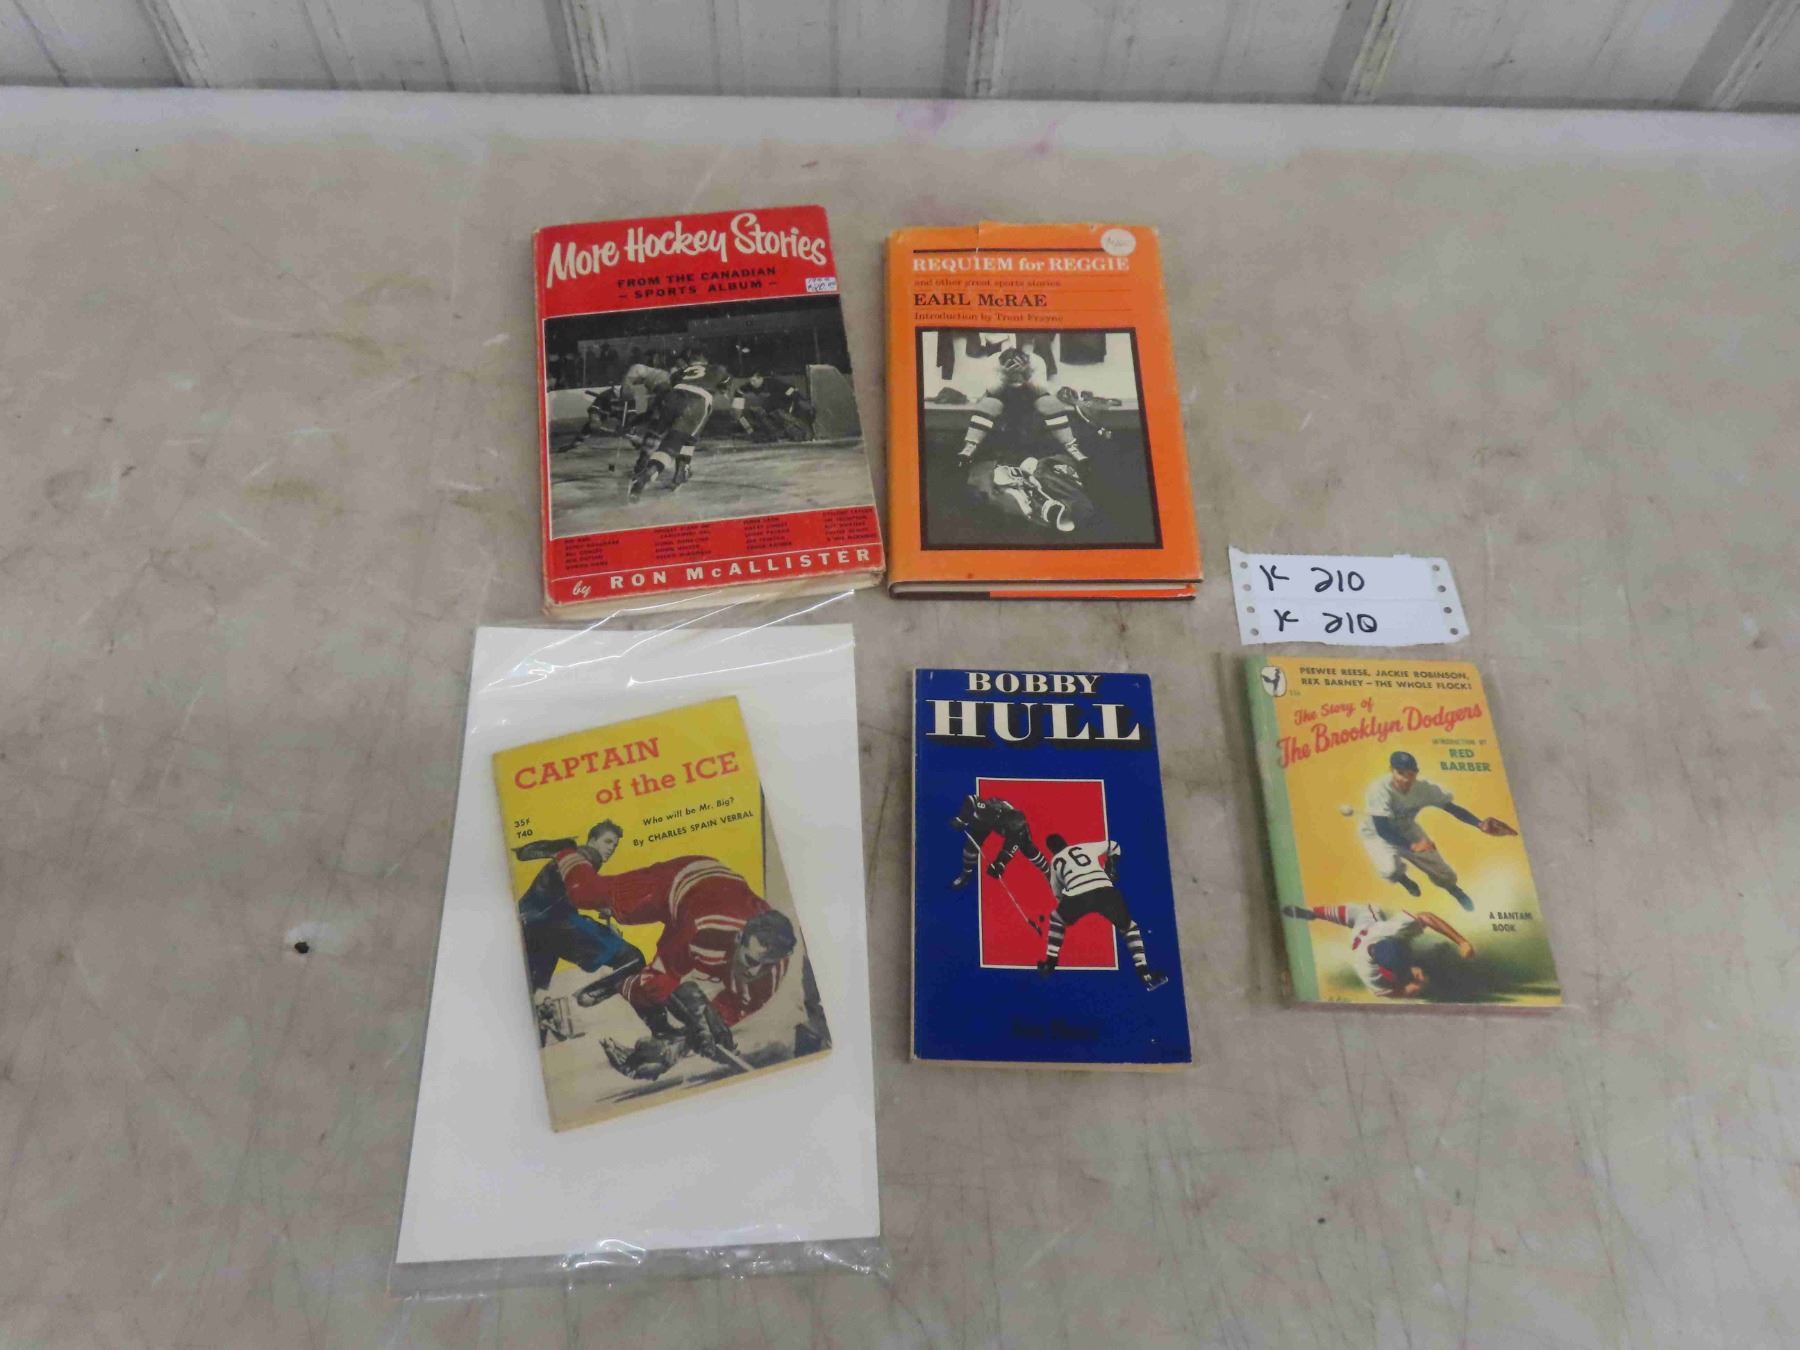 More Hockey Stories
FROM THE CANADIAN
- SPORTS ALBUM -
3
by RON McALLISTER
REQUIEM for REGGIE
and other great sports stories
EARL McRAE
Introduction by Trent Frayne
K 210
K 210
CAPTAIN
of the ICE
Who will be Mr. Big?
By CHARLES SPAIN VERRAL
35¢
T40
BOBBY
HULL
9
26
PEEWEE REESE, JACKIE ROBINSON,
REX BARNEY - THE WHOLE FLOCK!
The Story of
The Brooklyn Dodgers
INTRODUCTION BY
RED
BARBER
A BANTAM
BOOK